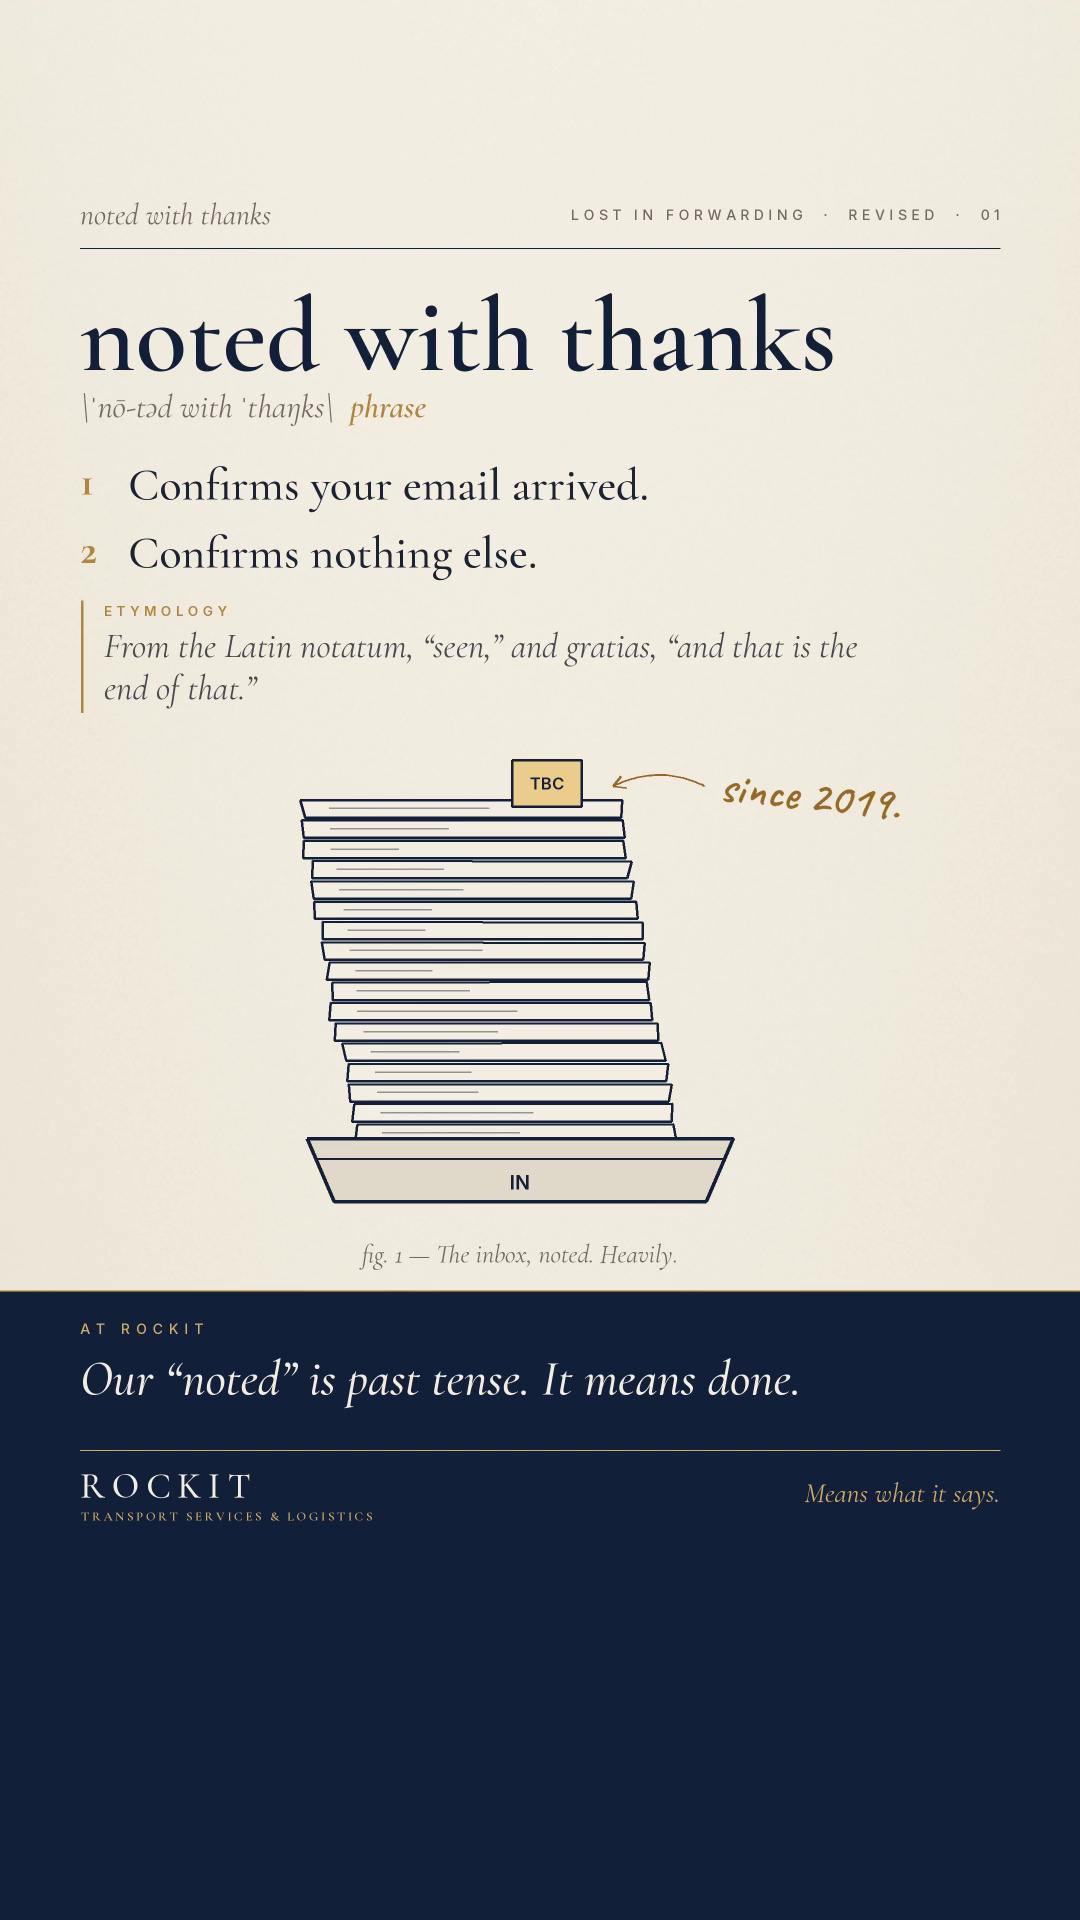 noted with thanks
LOST IN FORWARDING · REVISED · 01
noted with thanks
\ˈnō-təd with ˈthaŋks\ phrase
1 Confirms your email arrived.
2 Confirms nothing else.
ETYMOLOGY
From the Latin notatum, “seen,” and gratias, “and that is the
end of that.”
TBC
since 2019.
IN
fig. 1 — The inbox, noted. Heavily.
AT ROCKIT
Our “noted” is past tense. It means done.
ROCKIT
TRANSPORT SERVICES & LOGISTICS
Means what it says.